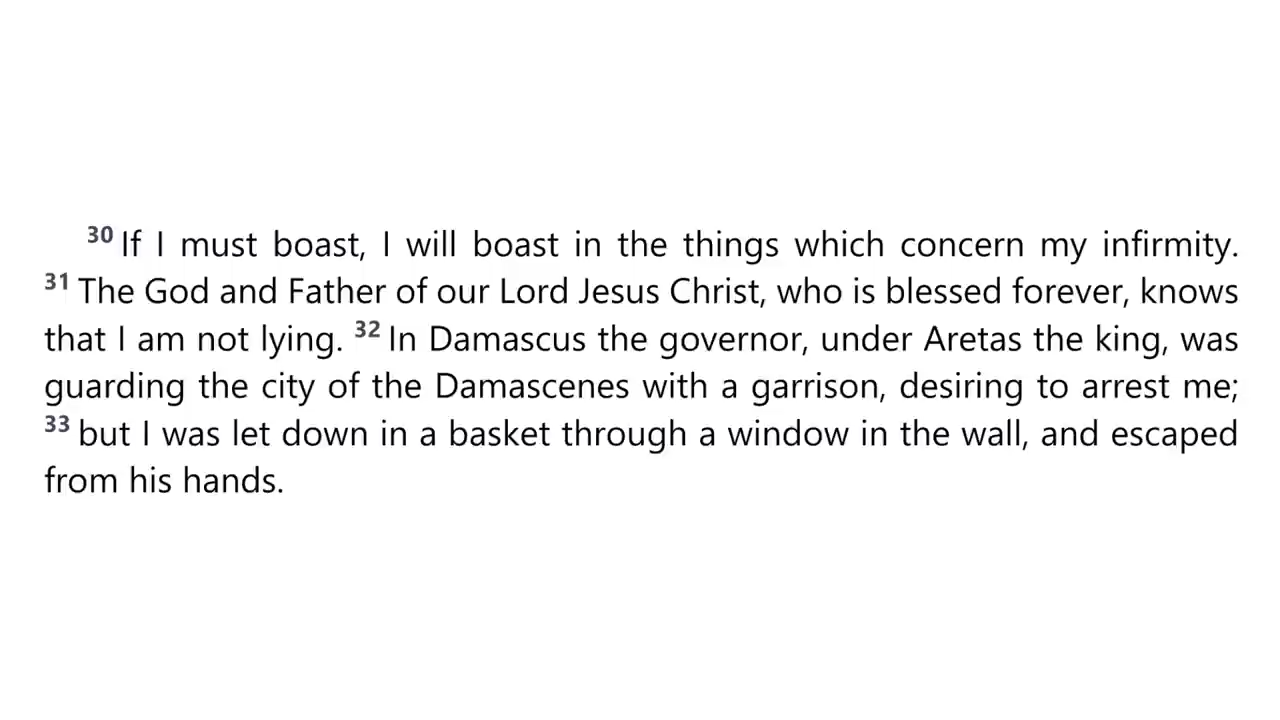 30 If I must boast, I will boast in the things which concern my infirmity.
31 The God and Father of our Lord Jesus Christ, who is blessed forever, knows
that I am not lying. 32 In Damascus the governor, under Aretas the king, was
guarding the city of the Damascenes with a garrison, desiring to arrest me;
33 but I was let down in a basket through a window in the wall, and escaped
from his hands.